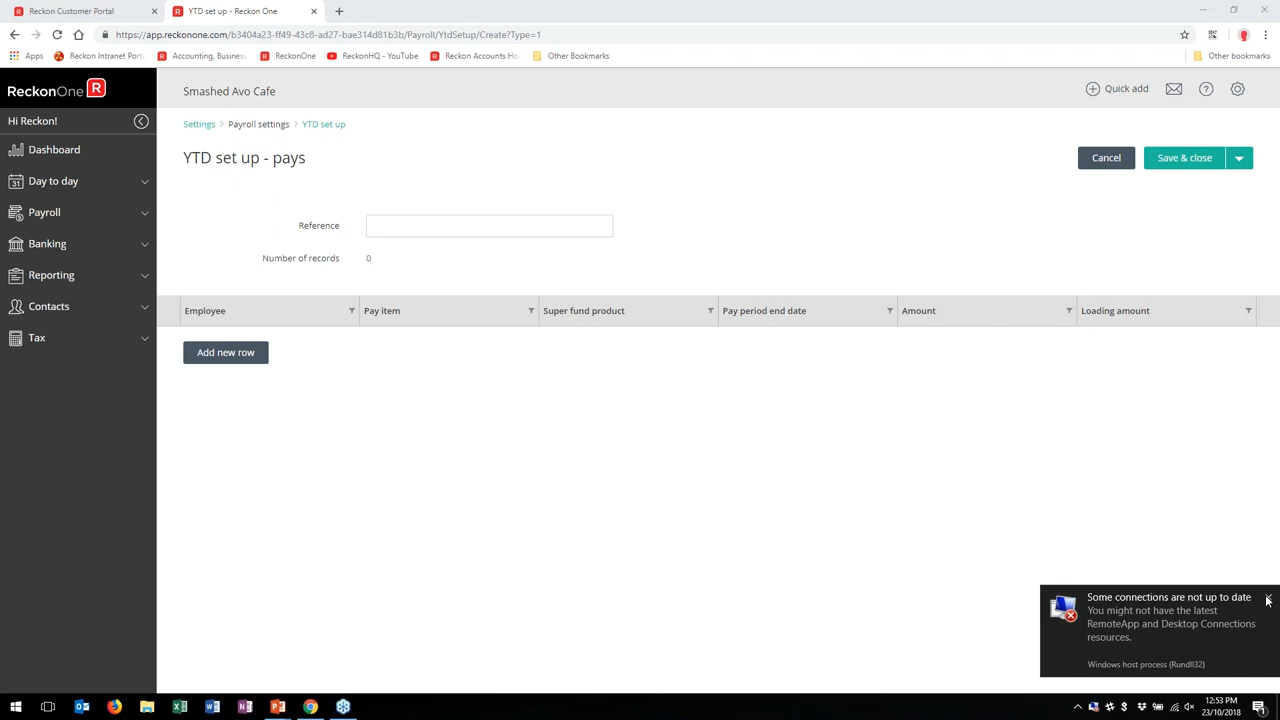 Reckon Customer Portal
YTD set up - Reckon One
https://app.reckonone.com/b3404a23-ff49-43c8-ad27-bae314d81b3b/Payroll/YtdSetup/Create?Type=1
Apps
Reckon Intranet Port
Accounting, Busines
ReckonOne
ReckonHQ - YouTube
Reckon Accounts Hos
Other bookmarks
Other bookmarks
ReckonOne R
Smashed Avo Cafe
Quick add
Hi Reckon!
Settings > Payroll settings > YTD set up
Dashboard
YTD set up - pays
Cancel
Save & close
31 Day to day
Payroll
Reference
Banking
Number of records 0
Reporting
Contacts
Employee
Pay item
Super fund product
Pay period end date
Amount
Loading amount
Tax
Add new row
Some connections are not up to date
You might not have the latest
RemoteApp and Desktop Connections
resources.
Windows host process (Rundll32)
12:53 PM
23/10/2018